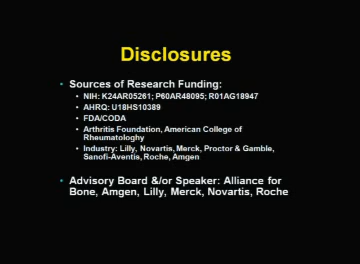 Disclosures
• Sources of Research Funding:
• NIH: K24AR05261; P60AR48095; R01AG18947
• AHRQ: U18HS10389
• FDA/CODA
• Arthritis Foundation, American College of
Rheumatologhy
• Industry: Lilly, Novartis, Merck, Proctor & Gamble,
Sanofi-Aventis, Roche, Amgen
• Advisory Board &/or Speaker: Alliance for
Bone, Amgen, Lilly, Merck, Novartis, Roche